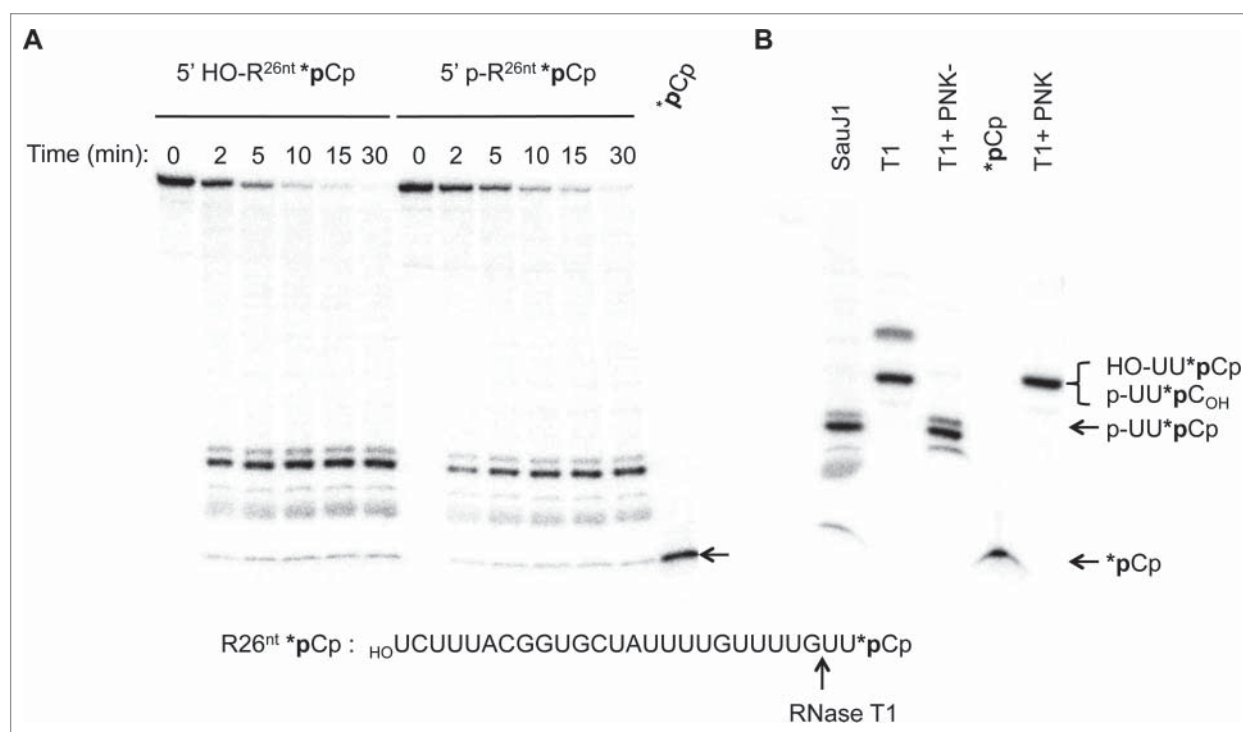 A
B
5' HO-R26nt *pCp
5' p-R26nt *pCp
*pCp
Time (min): 0 2 5 10 15 30 0 2 5 10 15 30
SauJ1
T1
T1+ PNK-
*pCp
T1+ PNK
HO-UU*pCp
p-UU*pCOH
p-UU*pCp
*pCp
R26nt *pCp : HOUCUUUACGGUGCUAUUUUGUUUUGUU*pCp
RNase T1